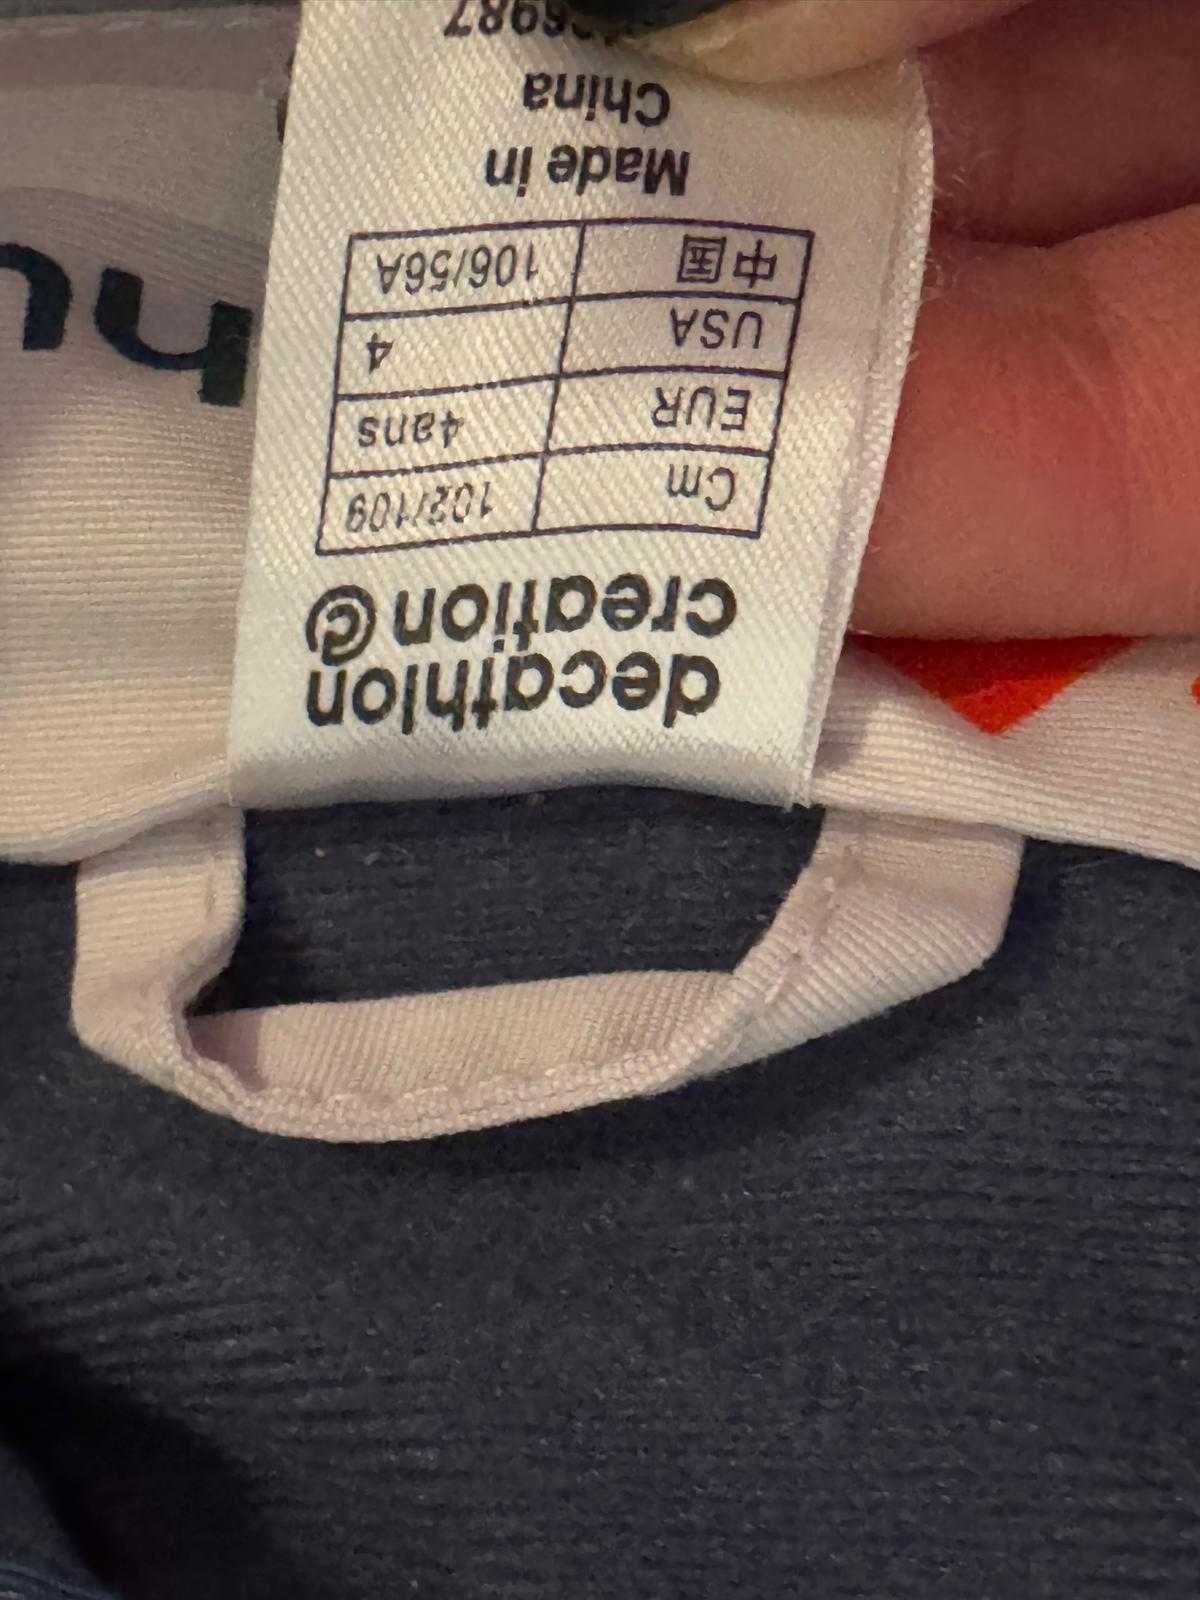 decathlon
creation ©
Cm 102/109
EUR 4ans
USA 4
中国 106/56A
Made in
China